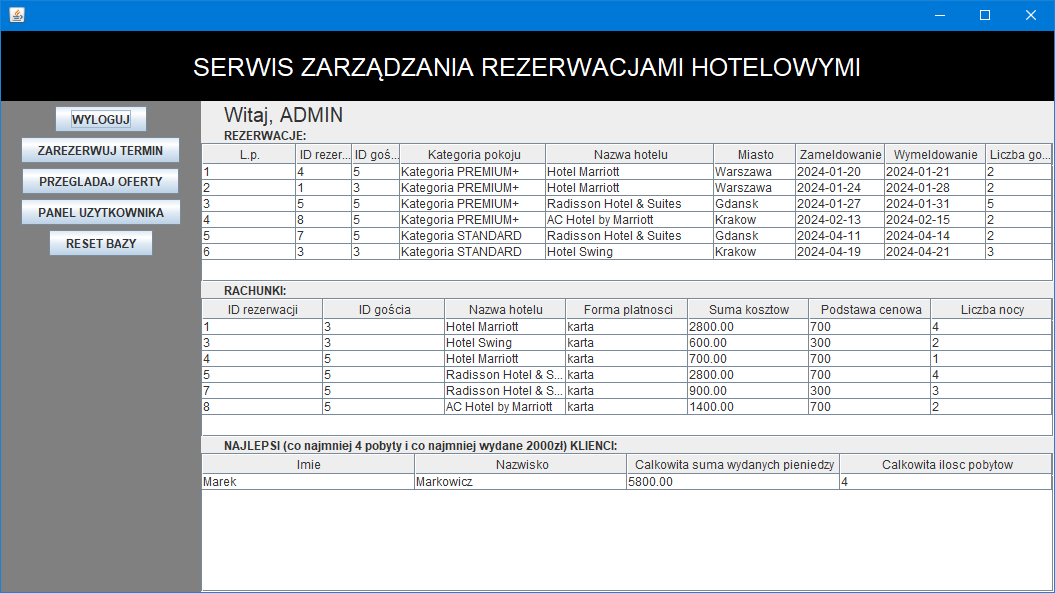 SERWIS ZARZĄDZANIA REZERWACJAMI HOTELOWYMI
WYLOGUJ
ZAREZERWUJ TERMIN
PRZEGLADAJ OFERTY
PANEL UZYTKOWNIKA
RESET BAZY
Witaj, ADMIN
REZERWACJE:
L.p. ID rezer... ID goś... Kategoria pokoju Nazwa hotelu Miasto Zameldowanie Wymeldowanie Liczba go...
1 4 5 Kategoria PREMIUM+ Hotel Marriott Warszawa 2024-01-20 2024-01-21 2
2 1 3 Kategoria PREMIUM+ Hotel Marriott Warszawa 2024-01-24 2024-01-28 2
3 5 5 Kategoria PREMIUM+ Radisson Hotel & Suites Gdansk 2024-01-27 2024-01-31 5
4 8 5 Kategoria PREMIUM+ AC Hotel by Marriott Krakow 2024-02-13 2024-02-15 2
5 7 5 Kategoria STANDARD Radisson Hotel & Suites Gdansk 2024-04-11 2024-04-14 2
6 3 3 Kategoria STANDARD Hotel Swing Krakow 2024-04-19 2024-04-21 3
RACHUNKI:
ID rezerwacji ID gościa Nazwa hotelu Forma platnosci Suma kosztow Podstawa cenowa Liczba nocy
1 3 Hotel Marriott karta 2800.00 700 4
3 3 Hotel Swing karta 600.00 300 2
4 5 Hotel Marriott karta 700.00 700 1
5 5 Radisson Hotel & S... karta 2800.00 700 4
7 5 Radisson Hotel & S... karta 900.00 300 3
8 5 AC Hotel by Marriott karta 1400.00 700 2
NAJLEPSI (co najmniej 4 pobyty i co najmniej wydane 2000zł) KLIENCI:
Imie Nazwisko Calkowita suma wydanych pieniedzy Calkowita ilosc pobytow
Marek Markowicz 5800.00 4